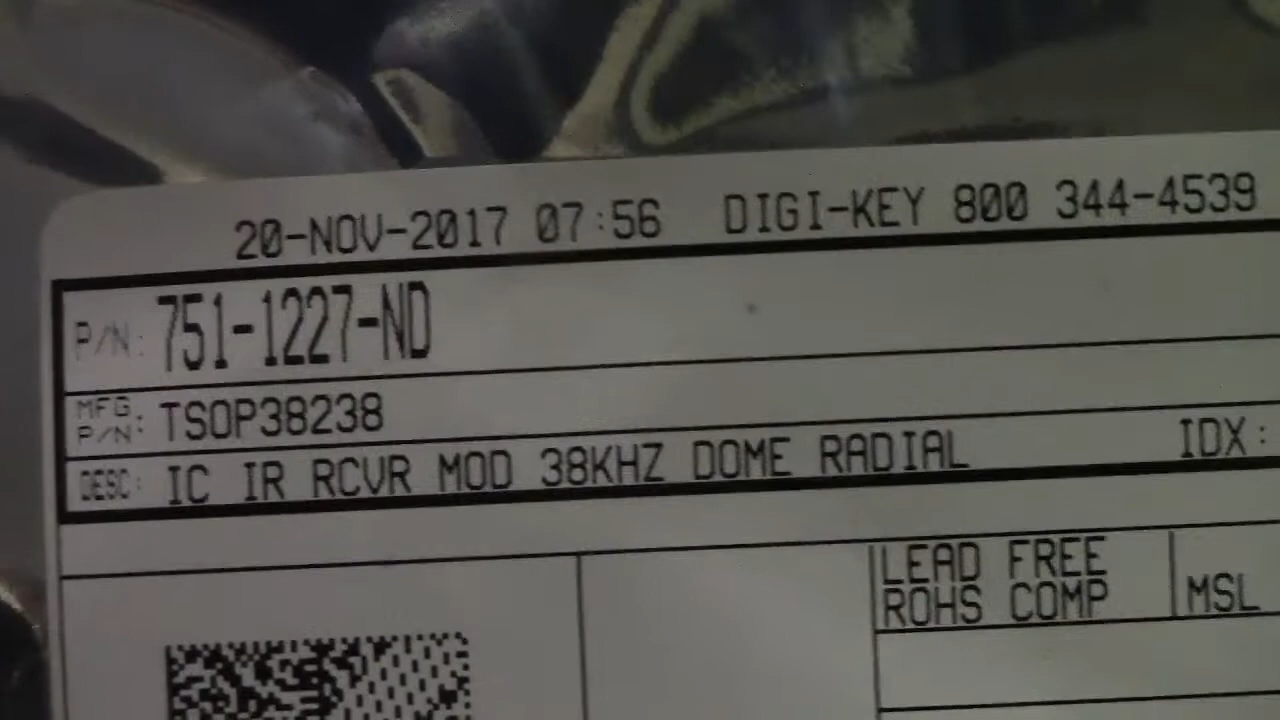 20-NOV-2017 07:56 DIGI-KEY 800 344-4539
P/N: 751-1227-ND
MFG.
P/N: TSOP38238
DESC: IC IR RCVR MOD 38KHZ DOME RADIAL IDX:
LEAD FREE
ROHS COMP
MSL